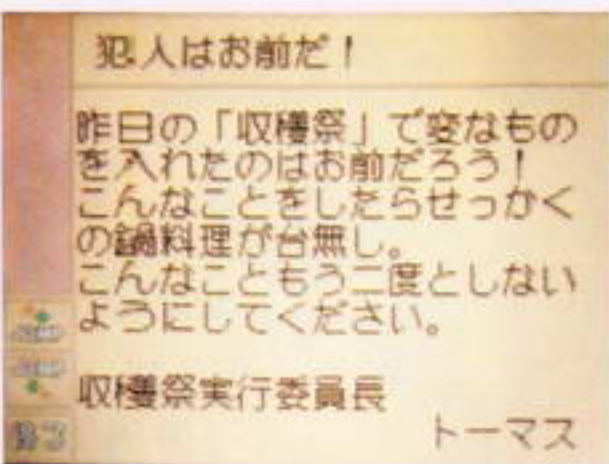 犯人はお前だ!
昨日の「収穫祭」で変なもの
を入れたのはお前だろう!
こんなことをしたらせっかく
の鍋料理が台無し。
こんなこともう二度としない
ようにしてください。
収穫祭実行委員長
トーマス